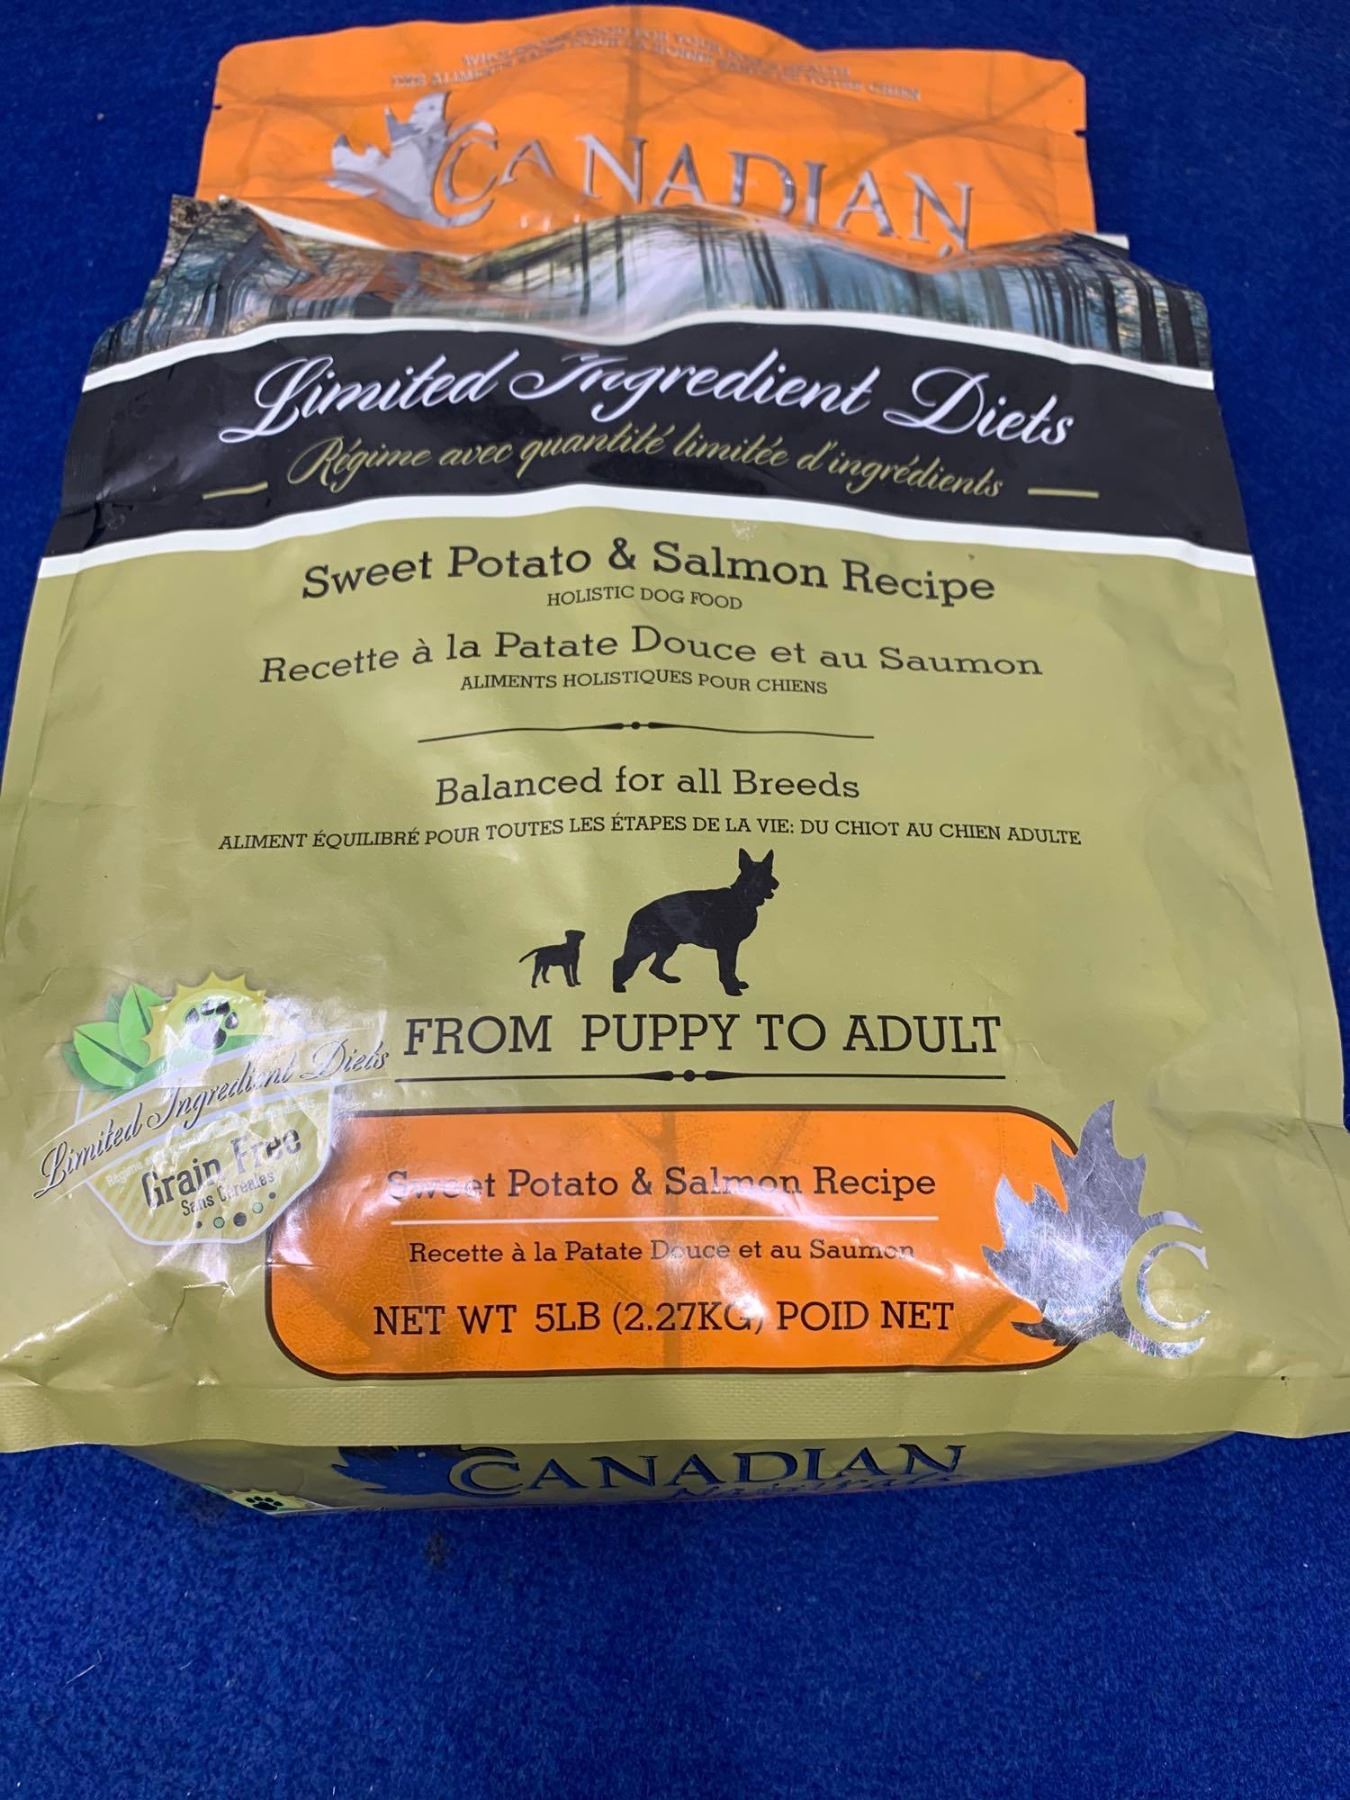 CANADIAN
Limited Ingredient Diets
Régime avec quantité limitée d'ingrédients
Sweet Potato & Salmon Recipe
HOLISTIC DOG FOOD
Recette à la Patate Douce et au Saumon
ALIMENTS HOLISTIQUES POUR CHIENS
Balanced for all Breeds
ALIMENT ÉQUILIBRÉ POUR TOUTES LES ÉTAPES DE LA VIE: DU CHIOT AU CHIEN ADULTE
FROM PUPPY TO ADULT
Limited Ingredient Diets
Grain Free
Sans Céréales
Sweet Potato & Salmon Recipe
Recette à la Patate Douce et au Saumon
NET WT 5LB (2.27KG) POID NET
C
CANADIAN